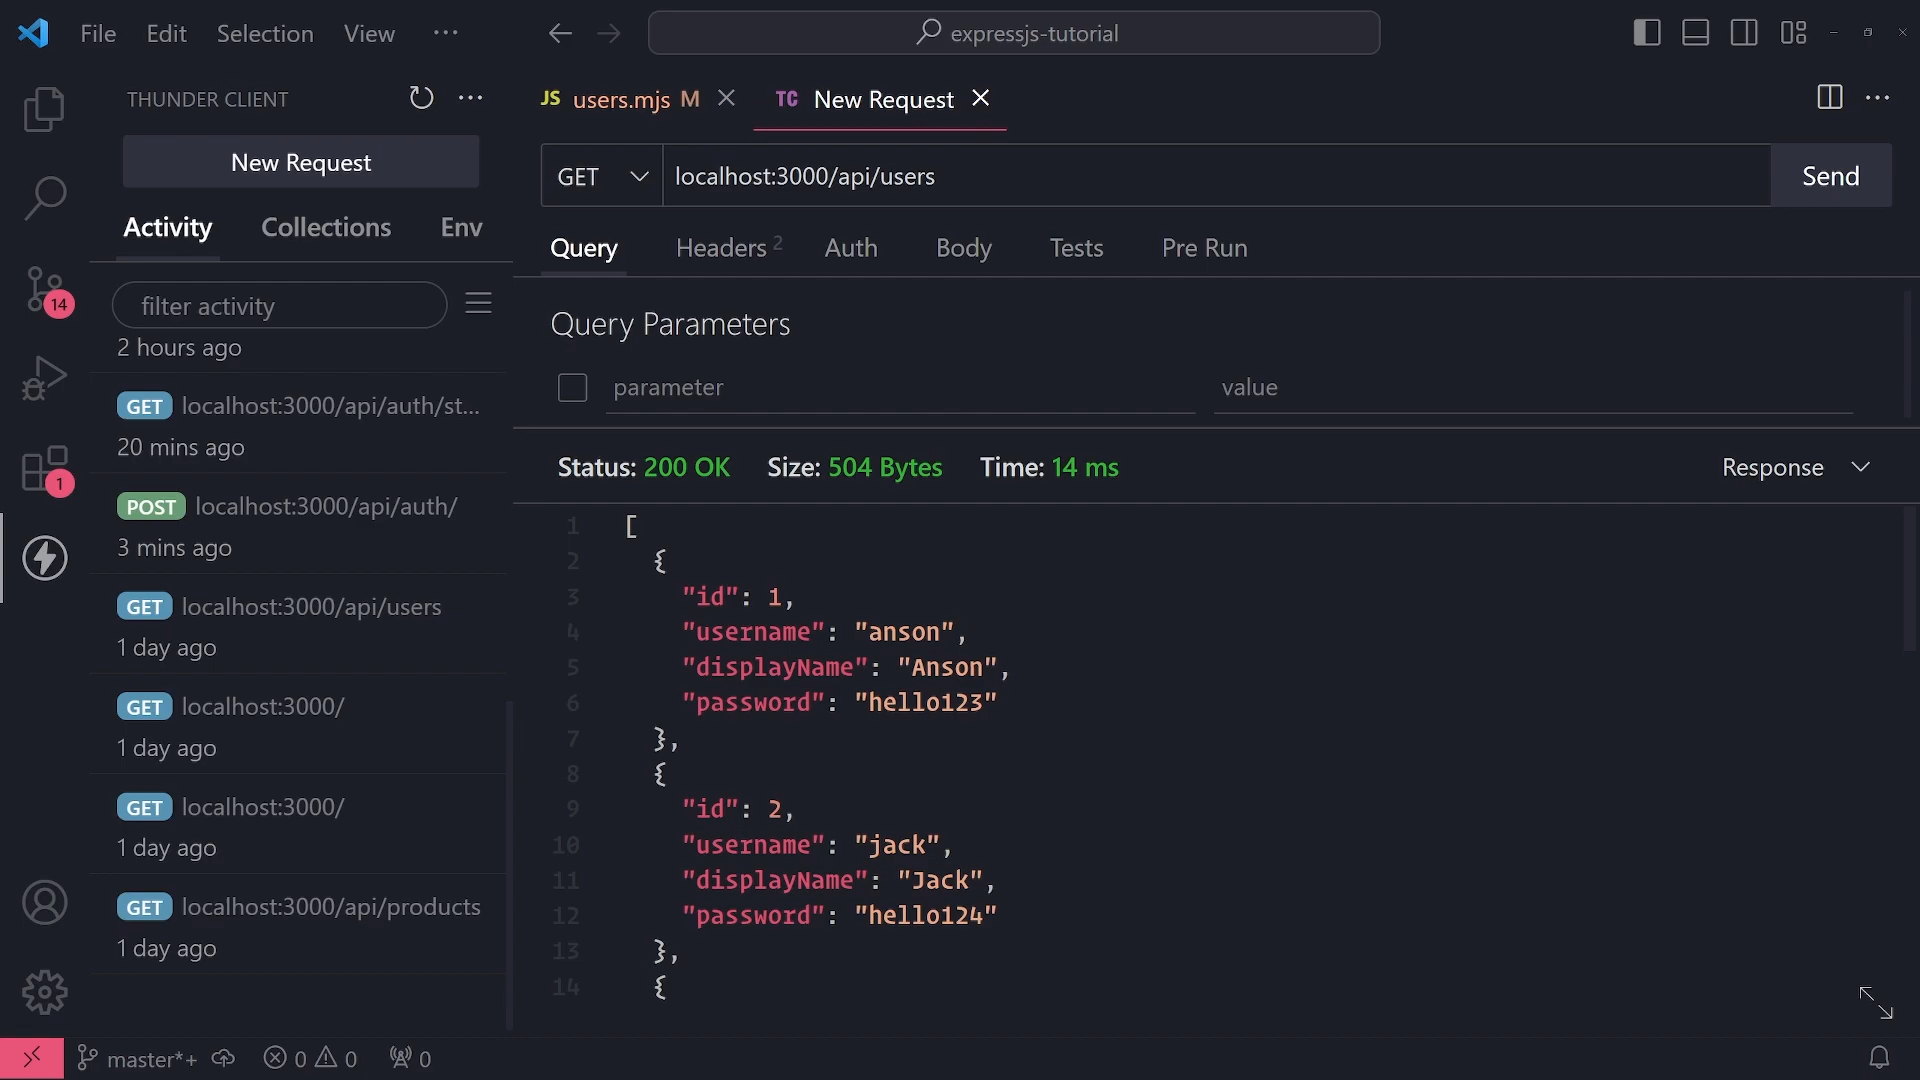 File Edit Selection View ...
expressjs-tutorial
THUNDER CLIENT
New Request
Activity Collections Env
filter activity
2 hours ago
GET localhost:3000/api/auth/st...
20 mins ago
POST localhost:3000/api/auth/
3 mins ago
GET localhost:3000/api/users
1 day ago
GET localhost:3000/
1 day ago
GET localhost:3000/
1 day ago
GET localhost:3000/api/products
1 day ago
14
1
JS users.mjs M
TC New Request
GET localhost:3000/api/users Send
Query Headers 2 Auth Body Tests Pre Run
Query Parameters
parameter value
Status: 200 OK Size: 504 Bytes Time: 14 ms Response
1 [
2 {
3 "id": 1,
4 "username": "anson",
5 "displayName": "Anson",
6 "password": "hello123"
7 },
8 {
9 "id": 2,
10 "username": "jack",
11 "displayName": "Jack",
12 "password": "hello124"
13 },
14 {
master*+ 0 0 0